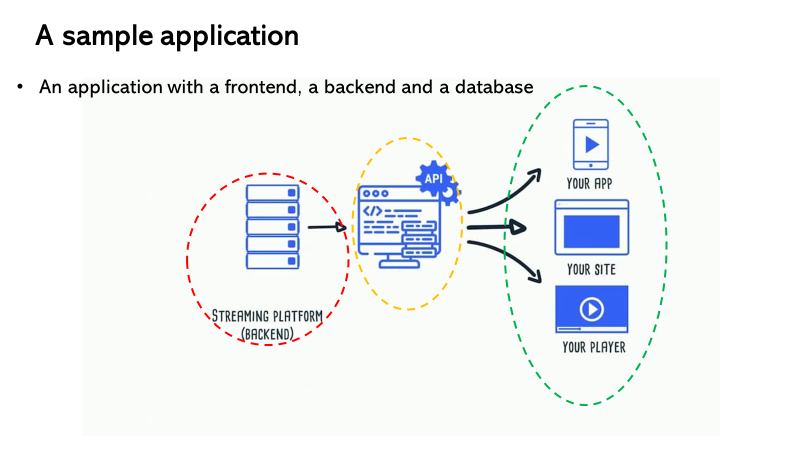 A sample application
• An application with a frontend, a backend and a database
API
</>
YOUR APP
YOUR SITE
STREAMING PLATFORM
(BACKEND)
YOUR PLAYER